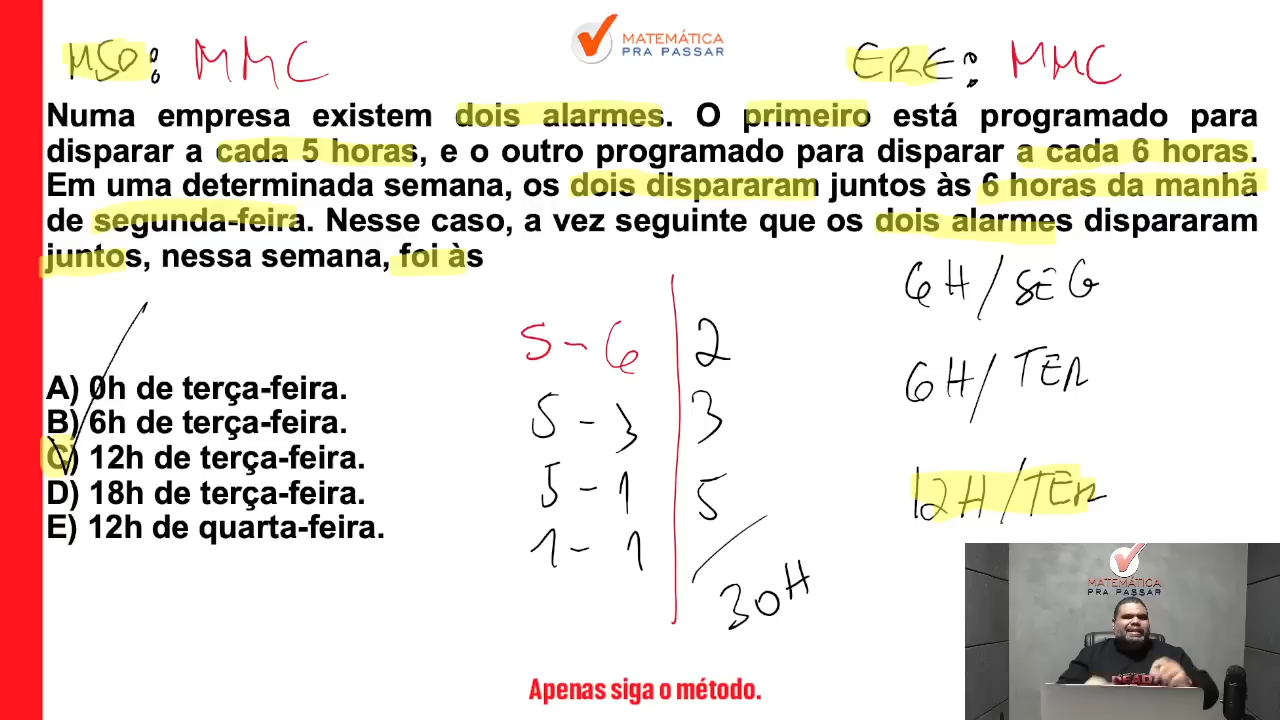 MSO: MMC
MATEMÁTICA
PRA PASSAR
ERE: MMC
Numa empresa existem dois alarmes. O primeiro está programado para
disparar a cada 5 horas, e o outro programado para disparar a cada 6 horas.
Em uma determinada semana, os dois dispararam juntos às 6 horas da manhã
de segunda-feira. Nesse caso, a vez seguinte que os dois alarmes dispararam
juntos, nessa semana, foi às
6H/SEG
5-6 2
6H/TER
A) 0h de terça-feira.
B) 6h de terça-feira.
5-3 3
C) 12h de terça-feira.
D) 18h de terça-feira.
5-1 5
12H/TER
E) 12h de quarta-feira.
1-1
30H
MATEMÁTICA
PRA PASSAR
Apenas siga o método.